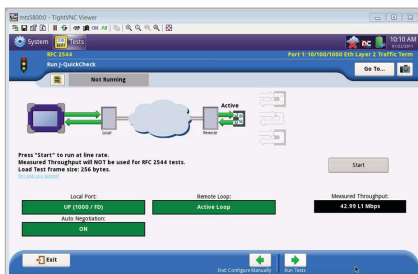 mts5800:0 - TightVNC Viewer
System
Tests
10:10 AM
RFC 2544
Port 1: 10/100/1000 Eth Layer 2 Traffic Term
Run J-QuickCheck
Go To...
Not Running
Active
Local
Remote
Press "Start" to run at line rate.
Measured Throughput will NOT be used for RFC 2544 tests.
Load Test frame size: 256 bytes.
Start
Local Port:
Remote Loop:
Measured Throughput:
UP (1000 / FD)
Active Loop
42.99 L1 Mbps
Auto Negotiation:
ON
Exit
Run Tests